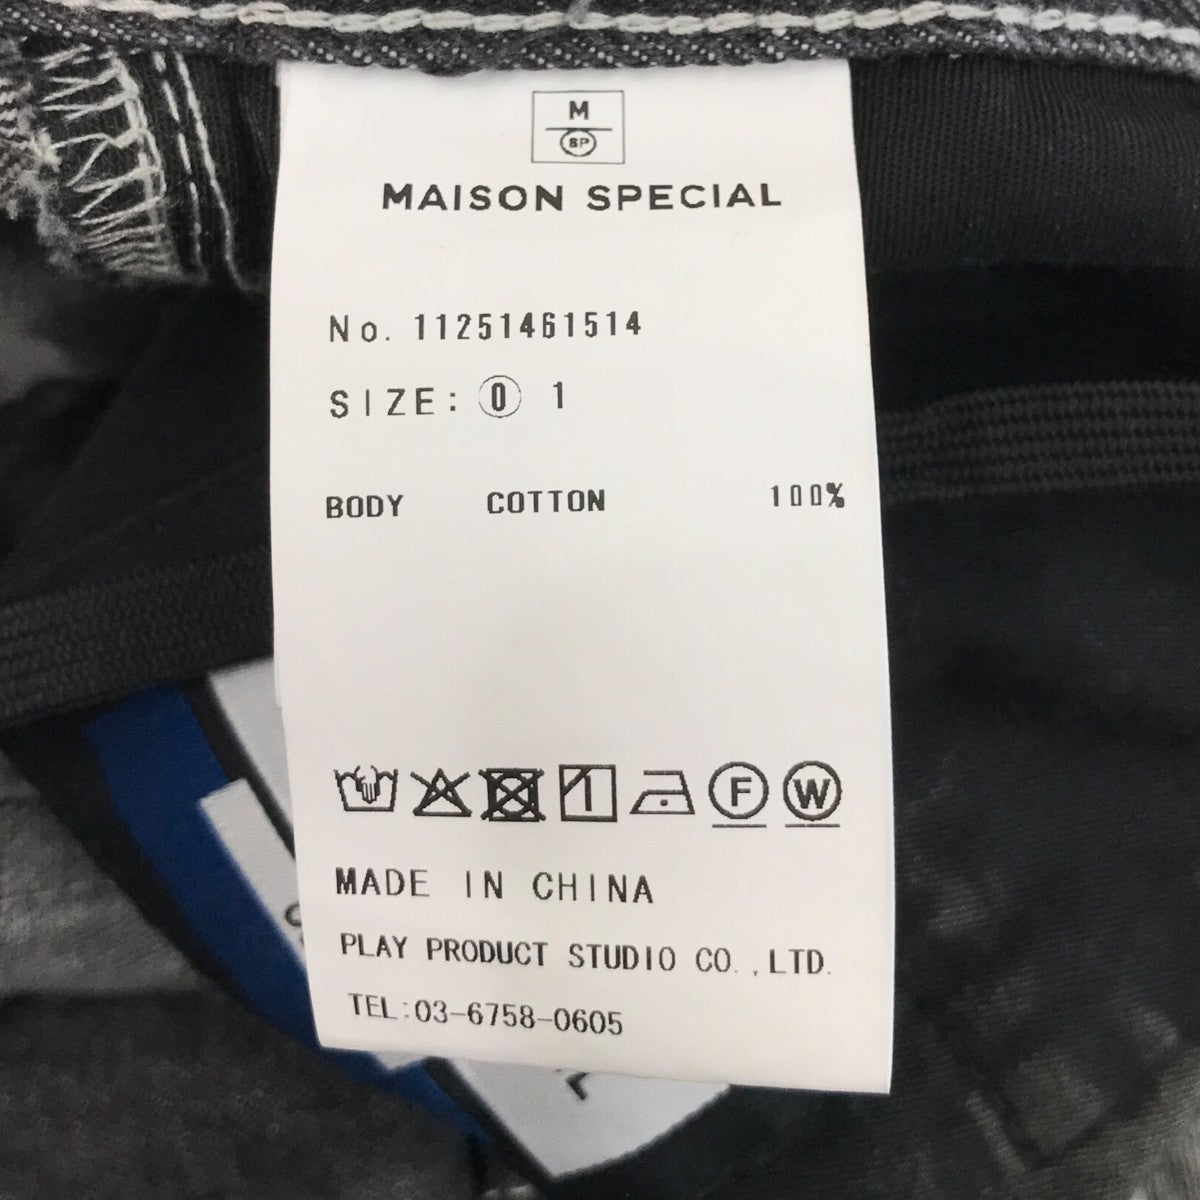 M
SP
MAISON SPECIAL
No. 11251461514
SIZE: 0 1
BODY COTTON 100%
F W
MADE IN CHINA
PLAY PRODUCT STUDIO CO.,LTD.
TEL:03-6758-0605